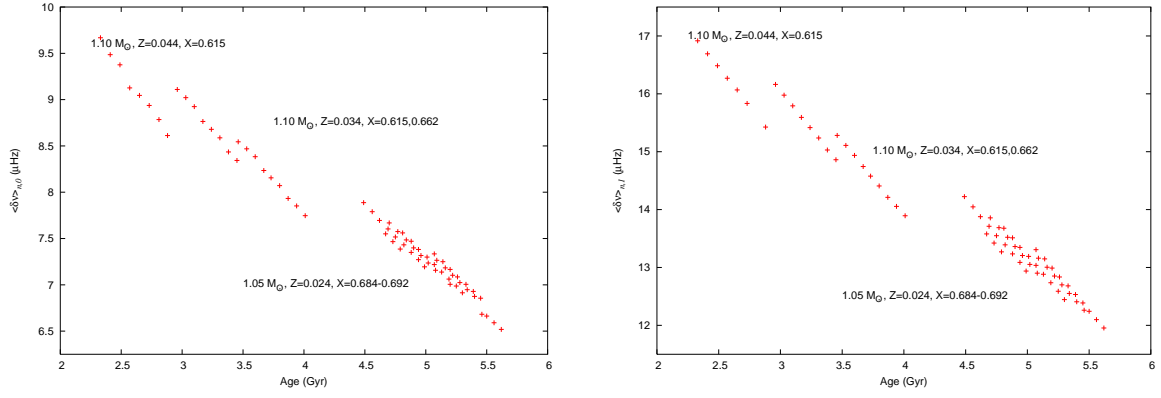 10
9.5
9
8.5
8
7.5
7
6.5
<δν>n,0 (μHz)
1.10 M⊙, Z=0.044, X=0.615
1.10 M⊙, Z=0.034, X=0.615,0.662
1.05 M⊙, Z=0.024, X=0.684-0.692
2 2.5 3 3.5 4 4.5 5 5.5 6
Age (Gyr)
17
16
15
14
13
12
<δν>n,1 (μHz)
1.10 M⊙, Z=0.044, X=0.615
1.10 M⊙, Z=0.034, X=0.615,0.662
1.05 M⊙, Z=0.024, X=0.684-0.692
2 2.5 3 3.5 4 4.5 5 5.5 6
Age (Gyr)